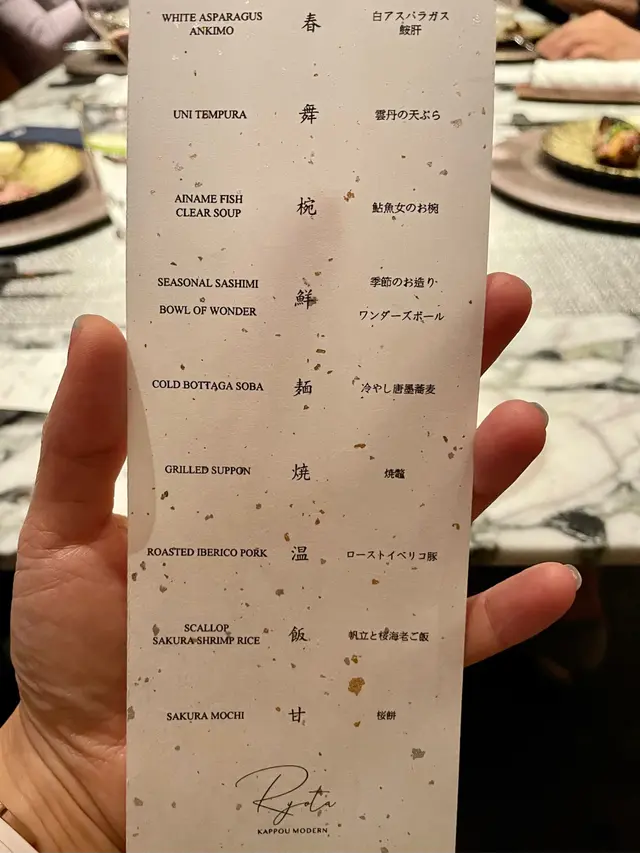 WHITE ASPARAGUS
ANKIMO
春
白アスパラガス
鮟肝
UNI TEMPURA
舞
雲丹の天ぷら
AINAME FISH
CLEAR SOUP
椀
鮎魚女のお椀
SEASONAL SASHIMI
BOWL OF WONDER
鮮
季節のお造り
ワンダーズボール
COLD BOTTAGA SOBA
麺
冷やし唐墨蕎麦
GRILLED SUPPON
焼
焼鼈
ROASTED IBERICO PORK
温
ローストイベリコ豚
SCALLOP
SAKURA SHRIMP RICE
飯
帆立と桜海老ご飯
SAKURA MOCHI
甘
桜餅
Ryota
KAPPOU MODERN